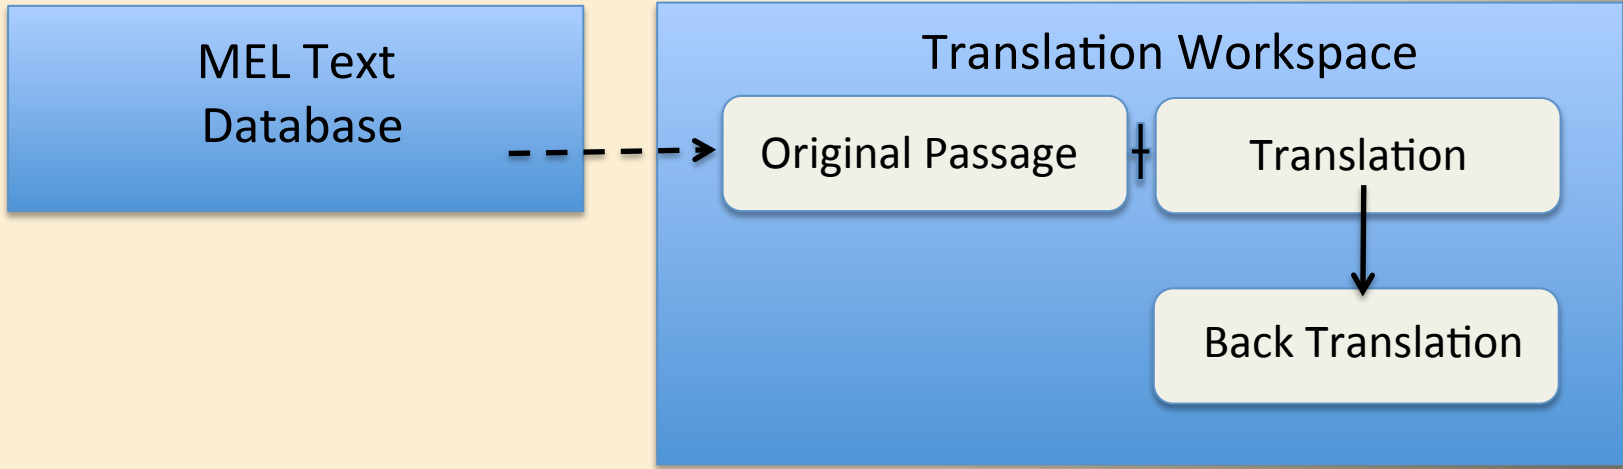 MEL Text
Database
Translation Workspace
Original Passage
Translation
Back Translation